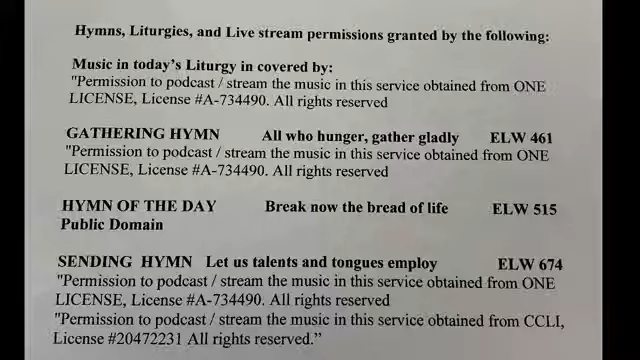 Hymns, Liturgies, and Live stream permissions granted by the following:
Music in today's Liturgy in covered by:
"Permission to podcast / stream the music in this service obtained from ONE
LICENSE, License #A-734490. All rights reserved
GATHERING HYMN All who hunger, gather gladly ELW 461
"Permission to podcast / stream the music in this service obtained from ONE
LICENSE, License #A-734490. All rights reserved
HYMN OF THE DAY Break now the bread of life ELW 515
Public Domain
SENDING HYMN Let us talents and tongues employ ELW 674
"Permission to podcast / stream the music in this service obtained from ONE
LICENSE, License #A-734490. All rights reserved
"Permission to podcast / stream the music in this service obtained from CCLI,
License #20472231 All rights reserved.”